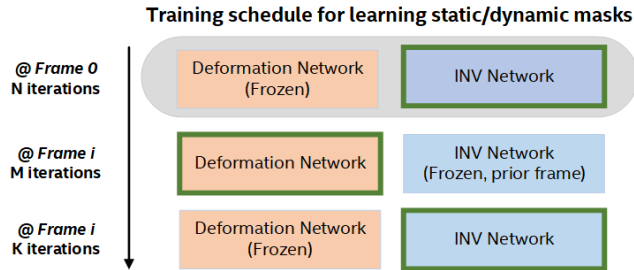 Training schedule for learning static/dynamic masks
@ Frame 0
N iterations
Deformation Network
(Frozen)
INV Network
@ Frame i
M iterations
Deformation Network
INV Network
(Frozen, prior frame)
@ Frame i
K iterations
Deformation Network
(Frozen)
INV Network